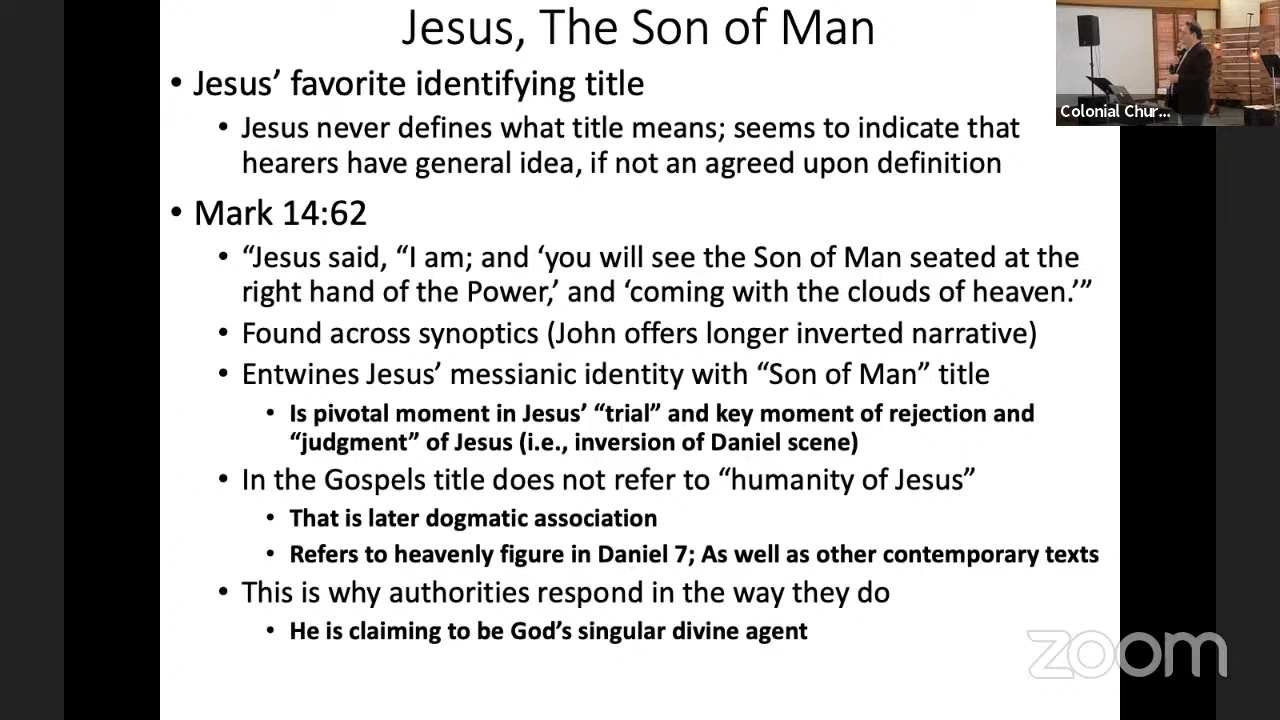 Jesus, The Son of Man
• Jesus’ favorite identifying title
• Jesus never defines what title means; seems to indicate that
hearers have general idea, if not an agreed upon definition
• Mark 14:62
• “Jesus said, “I am; and ‘you will see the Son of Man seated at the
right hand of the Power,’ and ‘coming with the clouds of heaven.’”
• Found across synoptics (John offers longer inverted narrative)
• Entwines Jesus’ messianic identity with “Son of Man” title
• Is pivotal moment in Jesus’ “trial” and key moment of rejection and
“judgment” of Jesus (i.e., inversion of Daniel scene)
• In the Gospels title does not refer to “humanity of Jesus”
• That is later dogmatic association
• Refers to heavenly figure in Daniel 7; As well as other contemporary texts
• This is why authorities respond in the way they do
• He is claiming to be God’s singular divine agent
Colonial Chur...
zoom